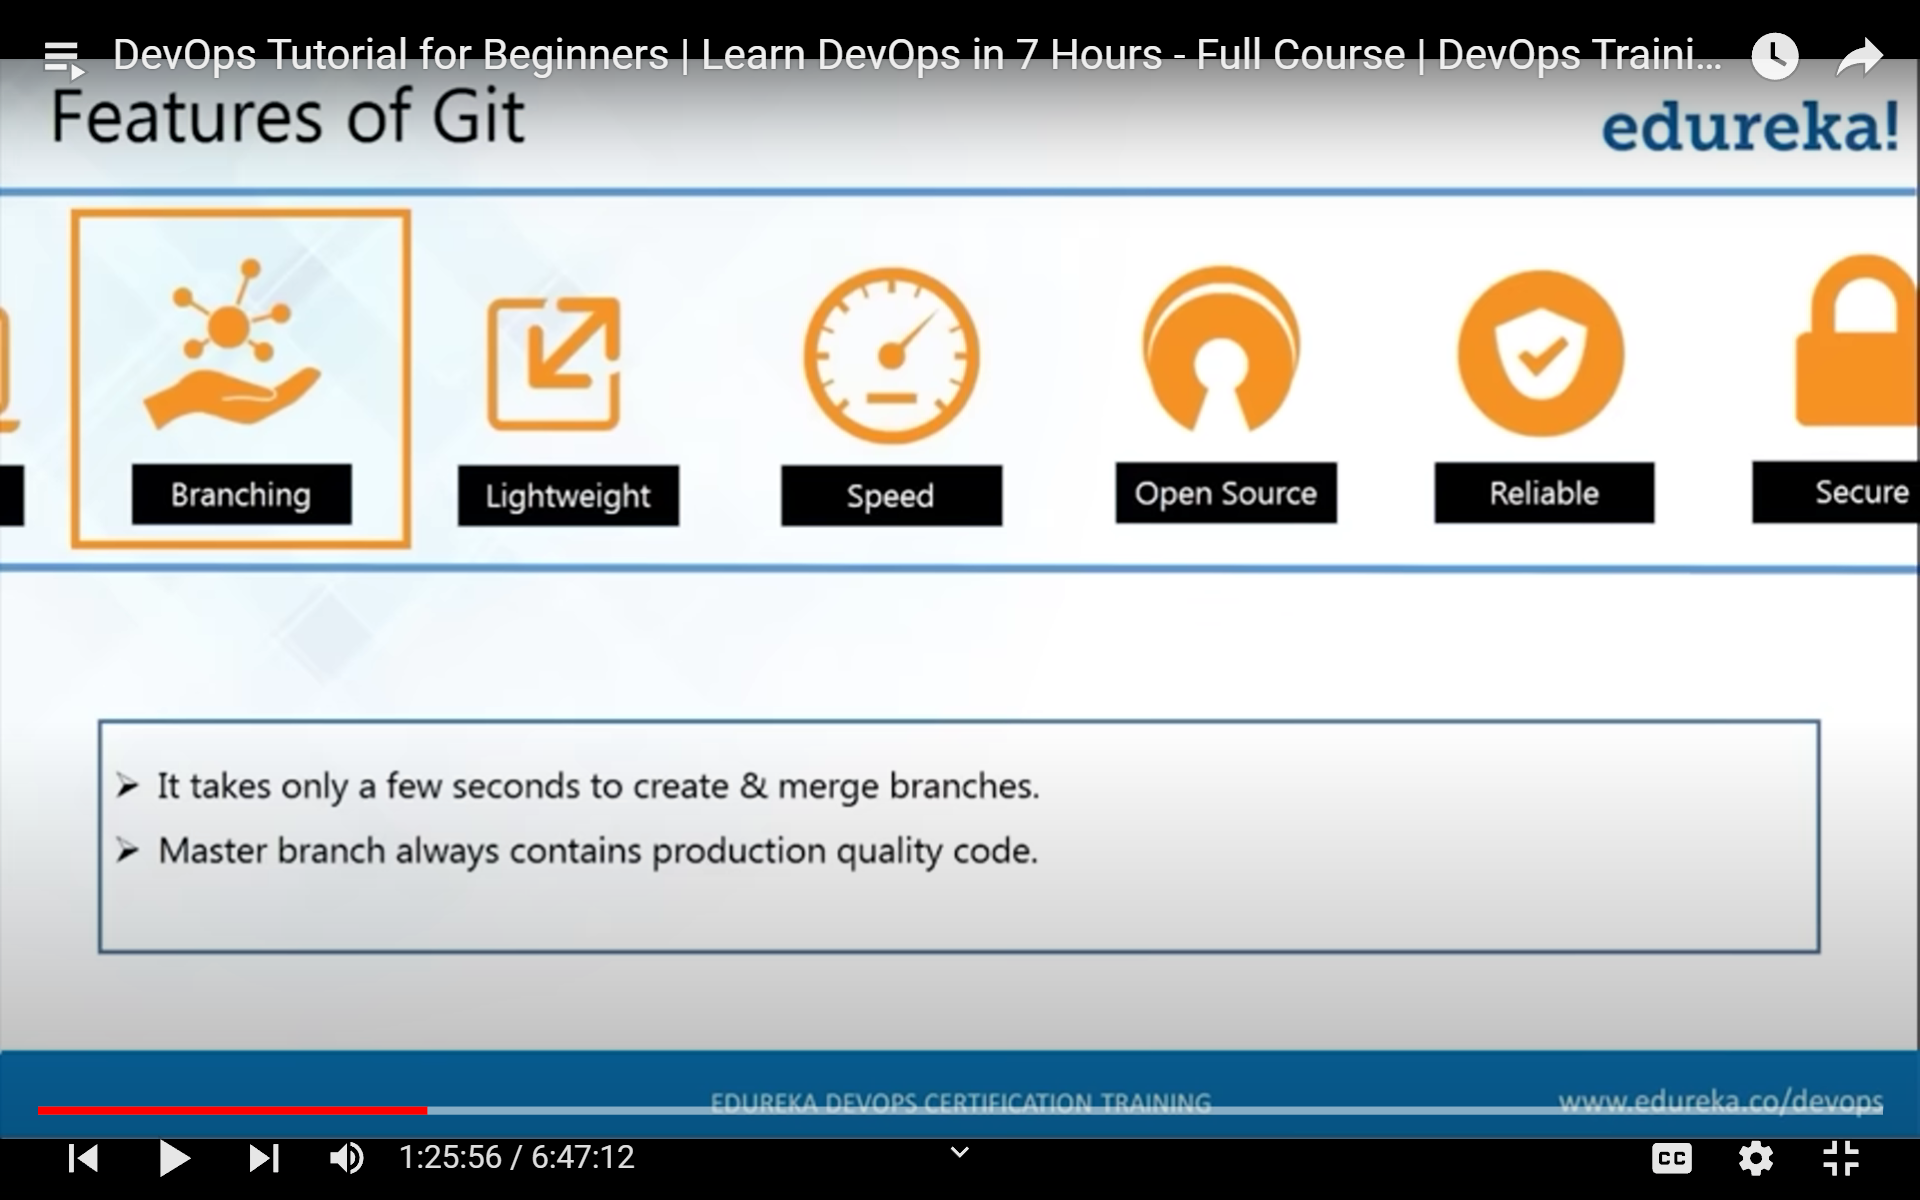 DevOps Tutorial for Beginners | Learn DevOps in 7 Hours - Full Course | DevOps Traini...
Features of Git
edureka!
Branching
Lightweight
Speed
Open Source
Reliable
Secure
➢ It takes only a few seconds to create & merge branches.
➢ Master branch always contains production quality code.
EDUREKA DEVOPS CERTIFICATION TRAINING
www.edureka.co/devops
1:25:56 / 6:47:12
CC